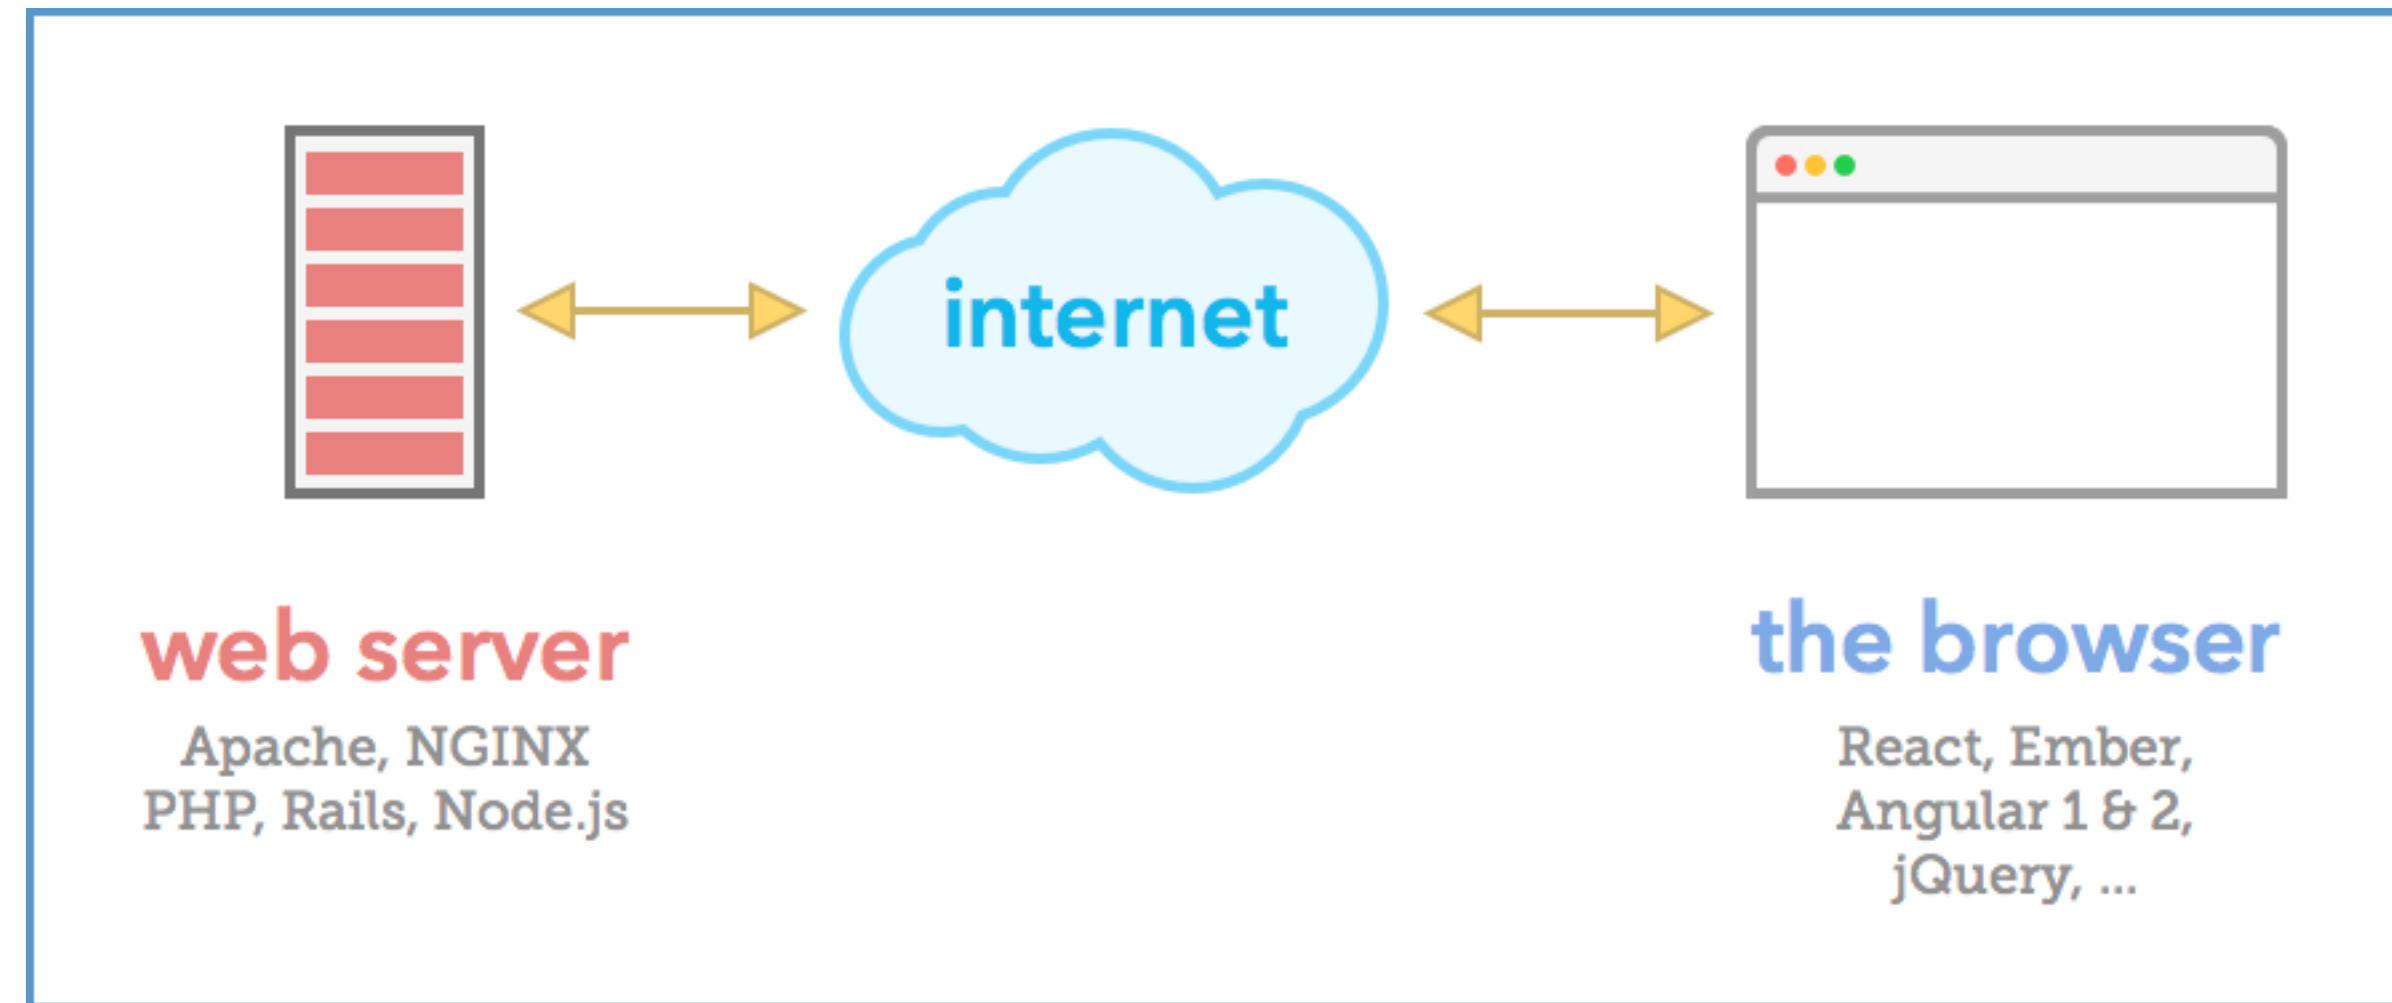 internet
web server
Apache, NGINX
PHP, Rails, Node.js
the browser
React, Ember,
Angular 1 & 2,
jQuery, ...